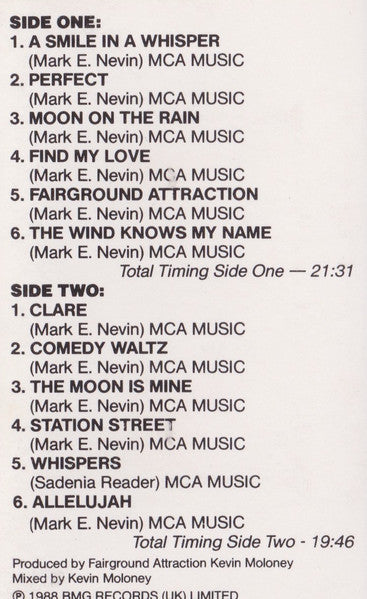 SIDE ONE:
1. A SMILE IN A WHISPER
(Mark E. Nevin) MCA MUSIC
2. PERFECT
(Mark E. Nevin) MCA MUSIC
3. MOON ON THE RAIN
(Mark E. Nevin) MCA MUSIC
4. FIND MY LOVE
(Mark E. Nevin) MCA MUSIC
5. FAIRGROUND ATTRACTION
(Mark E. Nevin) MCA MUSIC
6. THE WIND KNOWS MY NAME
(Mark E. Nevin) MCA MUSIC
Total Timing Side One — 21:31
SIDE TWO:
1. CLARE
(Mark E. Nevin) MCA MUSIC
2. COMEDY WALTZ
(Mark E. Nevin) MCA MUSIC
3. THE MOON IS MINE
(Mark E. Nevin) MCA MUSIC
4. STATION STREET
(Mark E. Nevin) MCA MUSIC
5. WHISPERS
(Sadenia Reader) MCA MUSIC
6. ALLELUJAH
(Mark E. Nevin) MCA MUSIC
Total Timing Side Two - 19:46
Produced by Fairground Attraction Kevin Moloney
Mixed by Kevin Moloney
℗ 1988 BMG RECORDS (UK) LIMITED